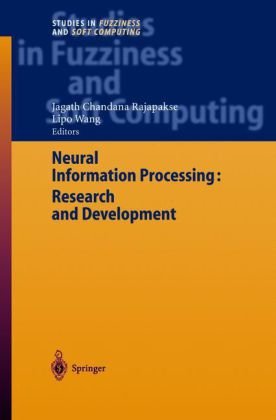 STUDIES IN FUZZINESS
AND SOFT COMPUTING
Studies
in Fuzziness
and
Soft Computing
Jagath Chandana Rajapakse
Lipo Wang
Editors
Neural
Information Processing:
Research
and Development
Springer